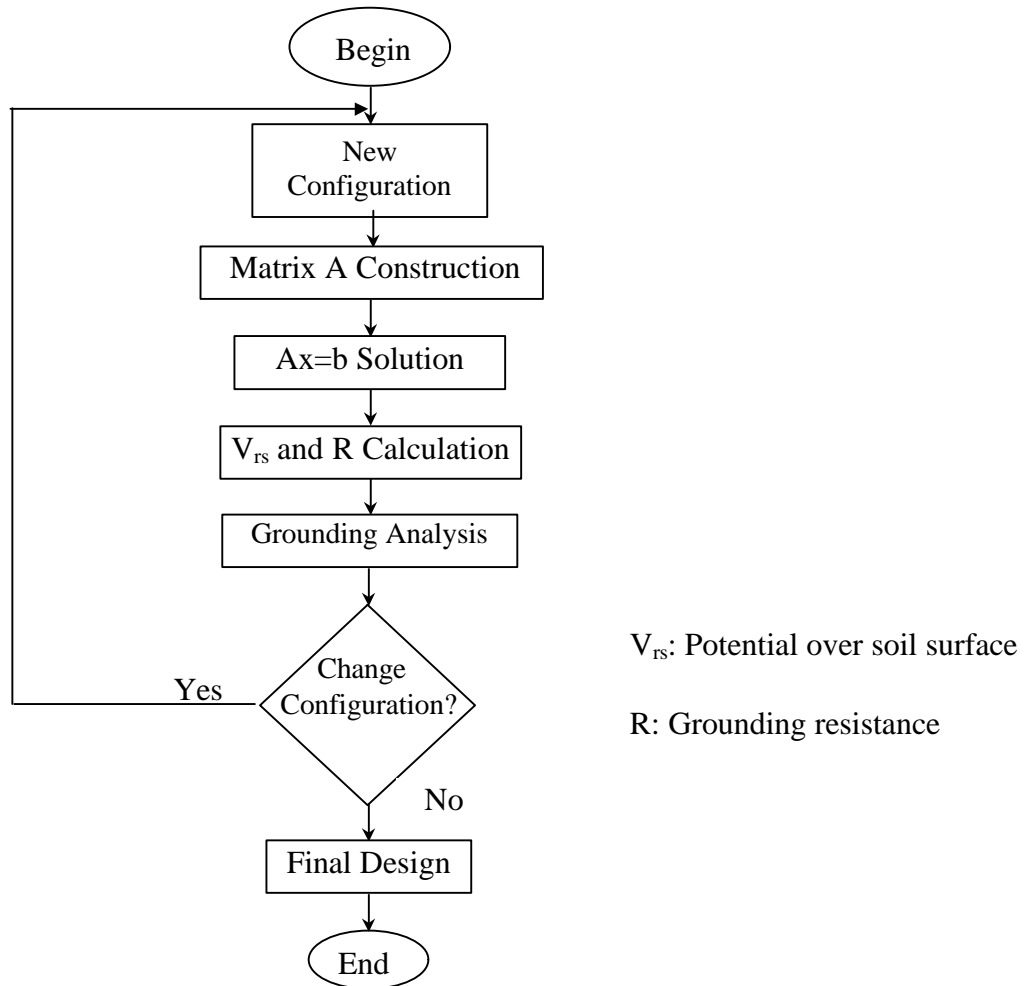 Begin
New
Configuration
Matrix A Construction
Ax=b Solution
Vrs and R Calculation
Grounding Analysis
Change
Configuration?
Yes
No
Vrs: Potential over soil surface
R: Grounding resistance
Final Design
End